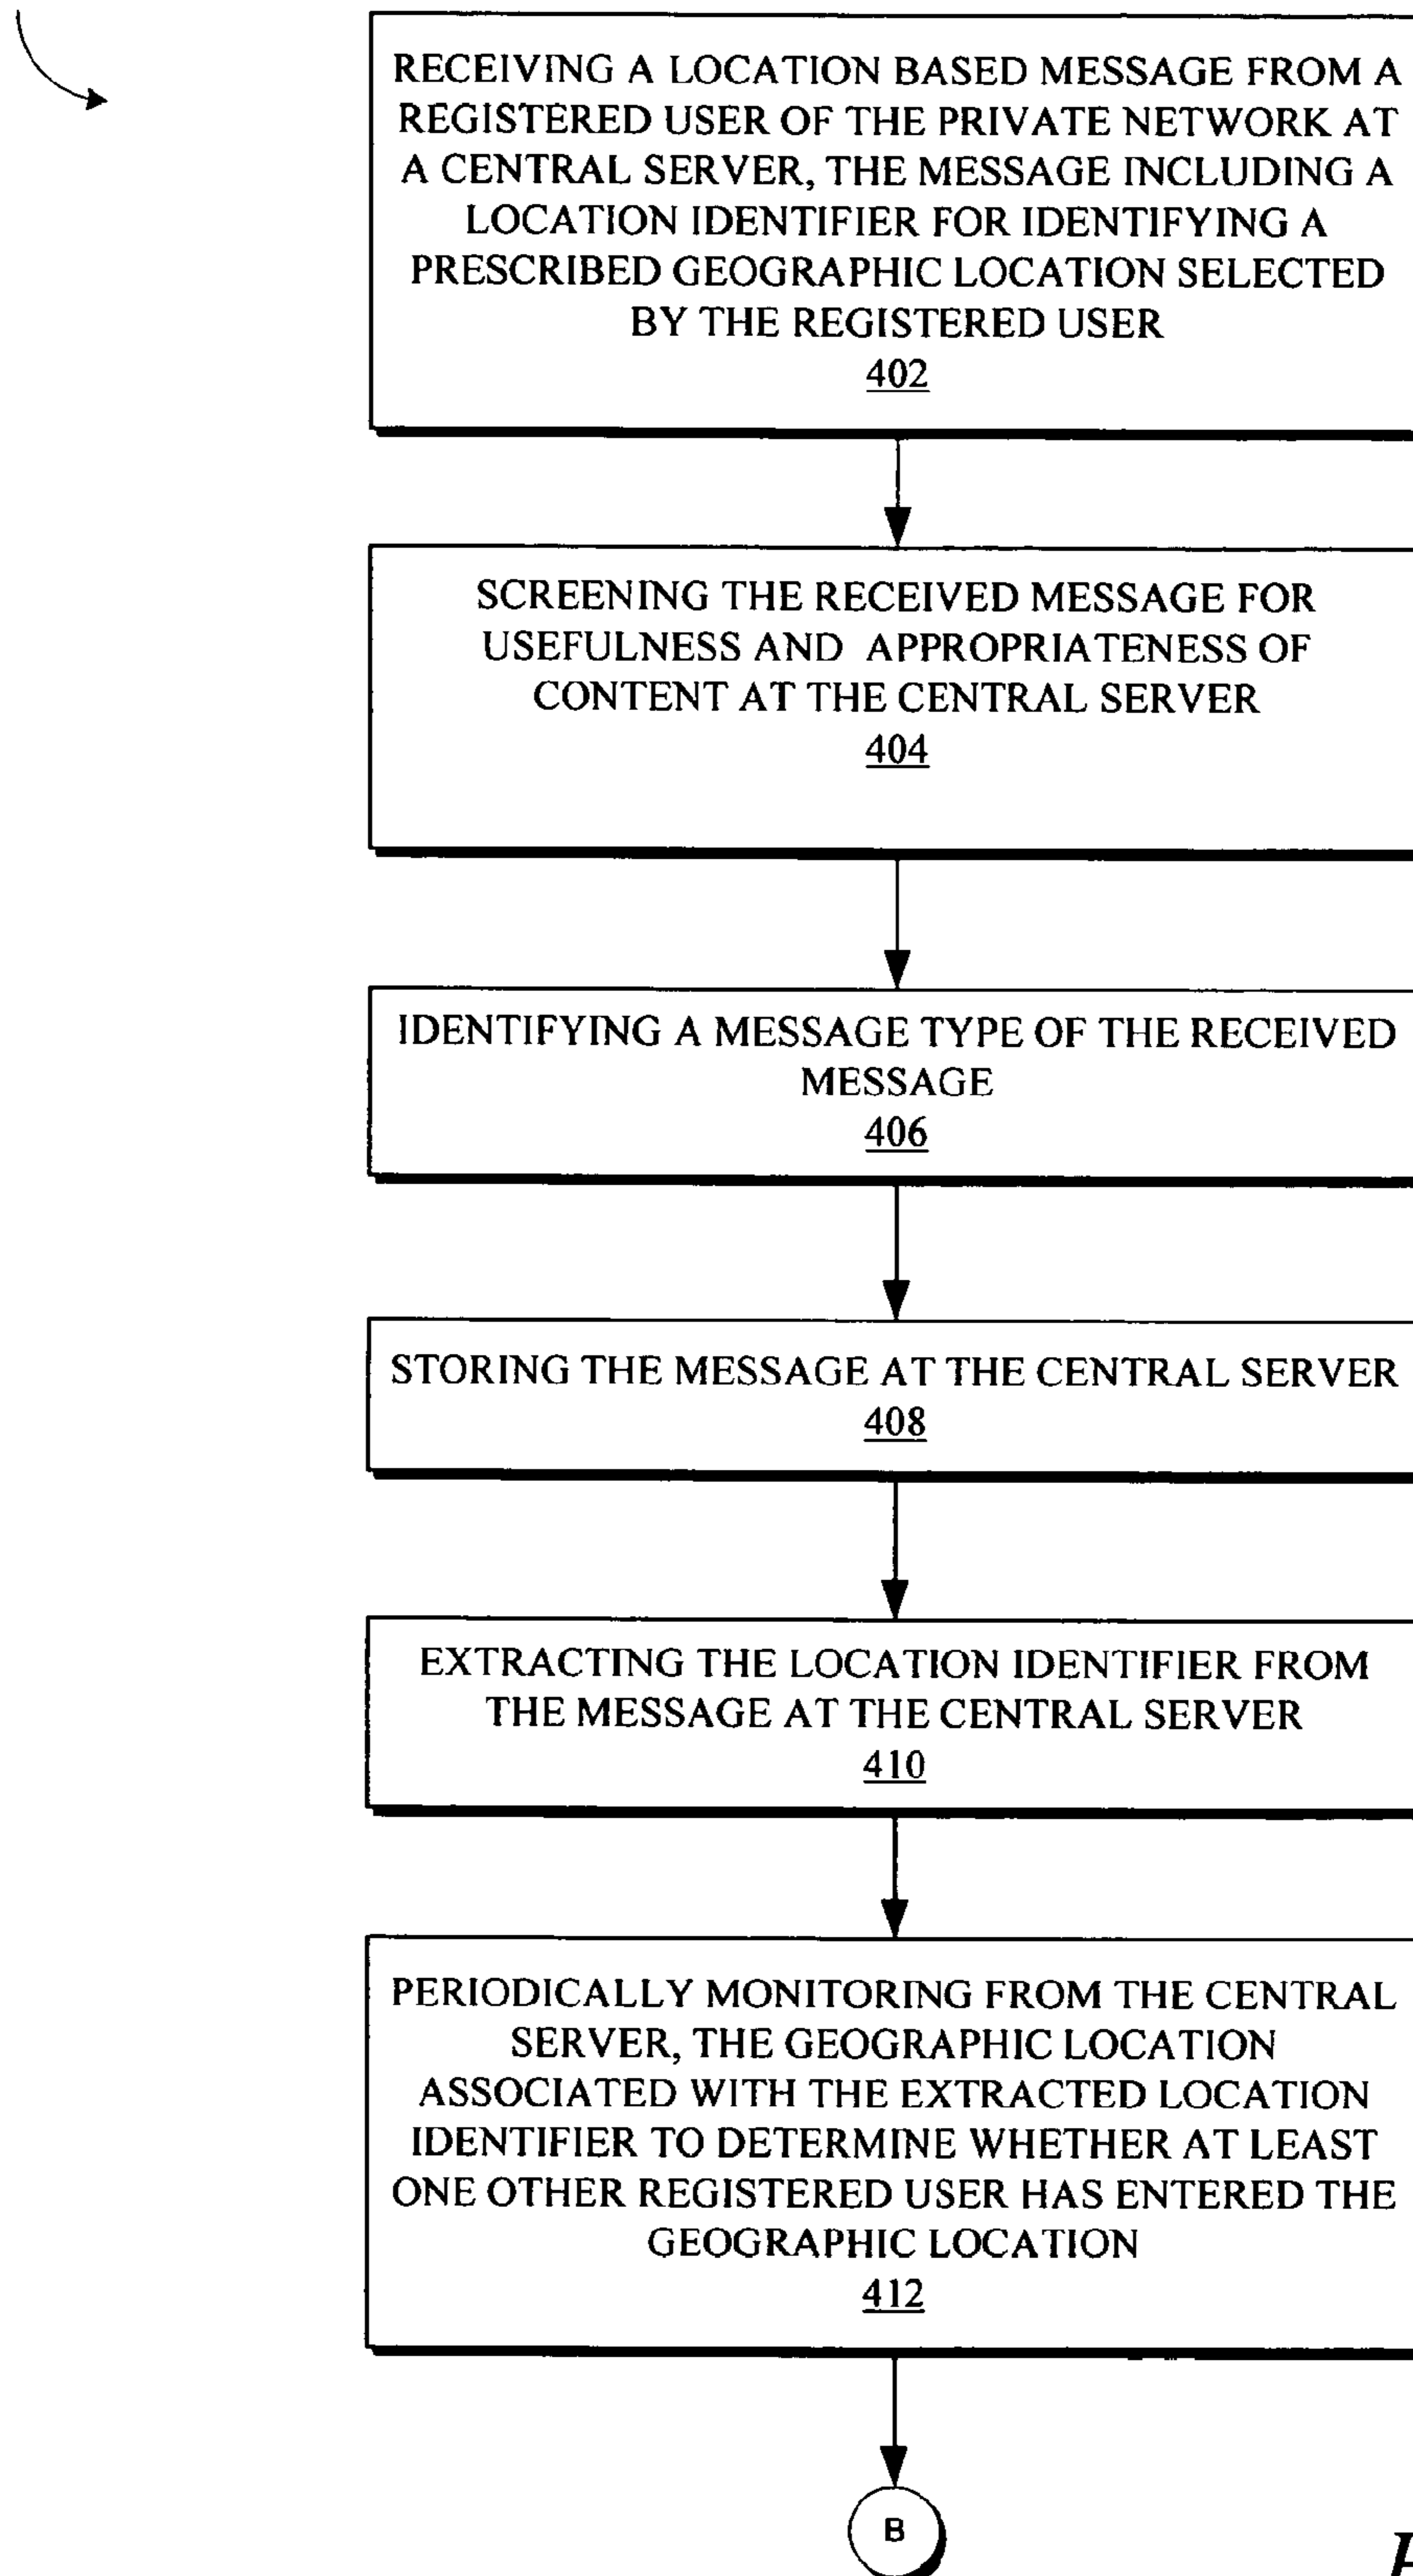 RECEIVING A LOCATION BASED MESSAGE FROM A
REGISTERED USER OF THE PRIVATE NETWORK AT
A CENTRAL SERVER, THE MESSAGE INCLUDING A
LOCATION IDENTIFIER FOR IDENTIFYING A
PRESCRIBED GEOGRAPHIC LOCATION SELECTED
BY THE REGISTERED USER
402
SCREENING THE RECEIVED MESSAGE FOR
USEFULNESS AND APPROPRIATENESS OF
CONTENT AT THE CENTRAL SERVER
404
IDENTIFYING A MESSAGE TYPE OF THE RECEIVED
MESSAGE
406
STORING THE MESSAGE AT THE CENTRAL SERVER
408
EXTRACTING THE LOCATION IDENTIFIER FROM
THE MESSAGE AT THE CENTRAL SERVER
410
PERIODICALLY MONITORING FROM THE CENTRAL
SERVER, THE GEOGRAPHIC LOCATION
ASSOCIATED WITH THE EXTRACTED LOCATION
IDENTIFIER TO DETERMINE WHETHER AT LEAST
ONE OTHER REGISTERED USER HAS ENTERED THE
GEOGRAPHIC LOCATION
412
B